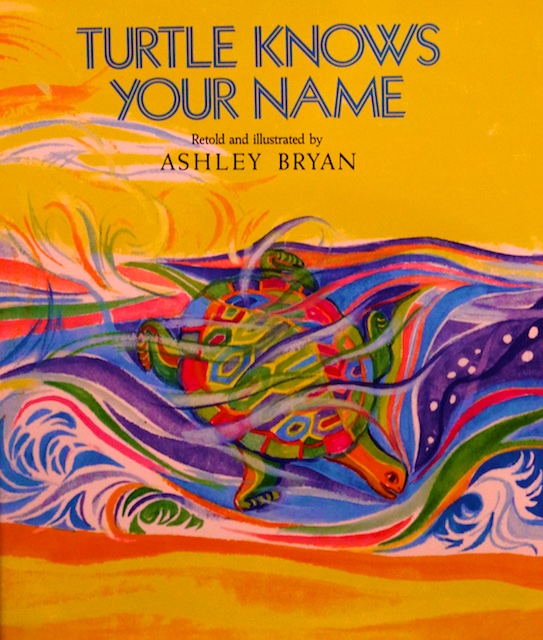 TURTLE KNOWS
YOUR NAME
Retold and illustrated by
ASHLEY BRYAN